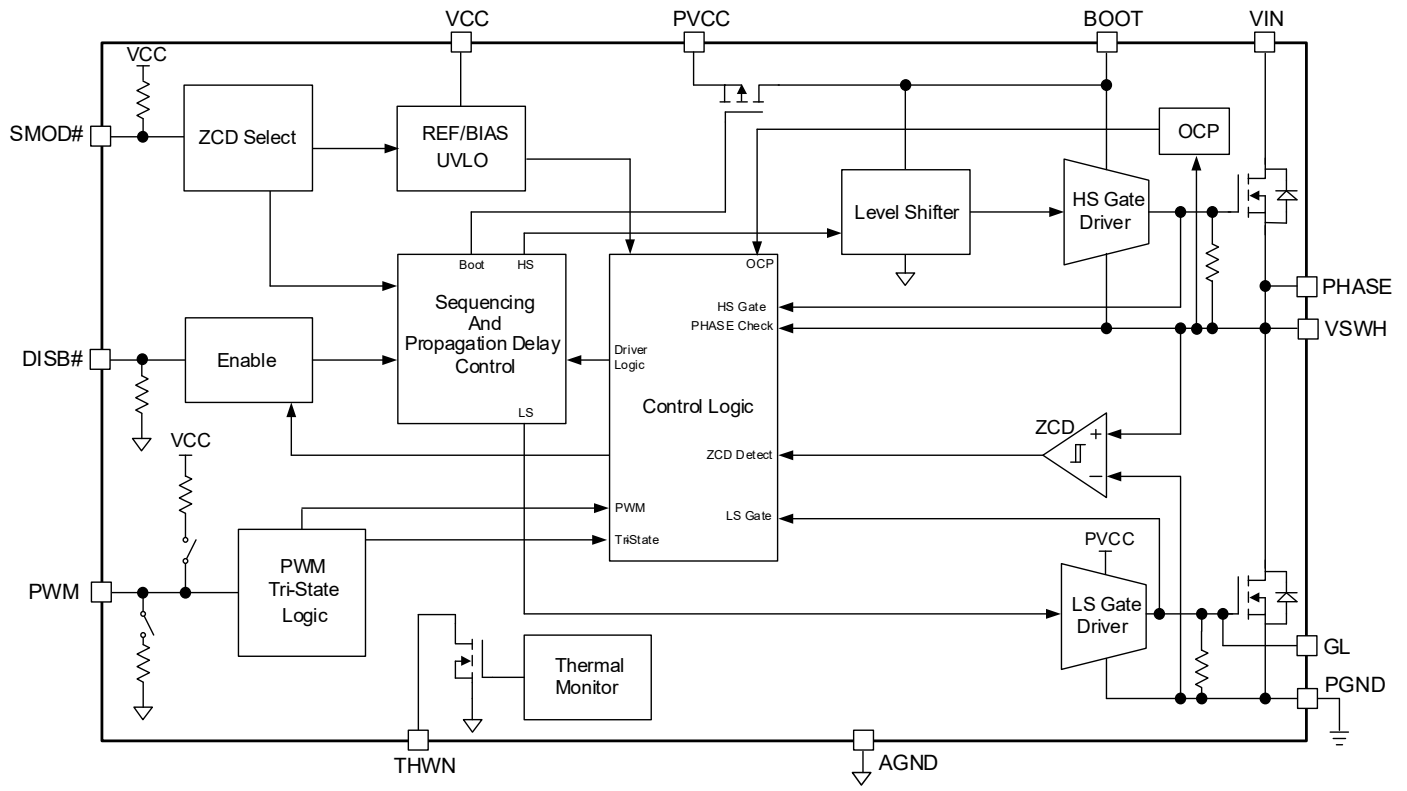 VCC
PVCC
BOOT
VIN
VCC
SMOD#
ZCD Select
REF/BIAS
UVLO
OCP
Level Shifter
HS Gate
Driver
Boot
HS
OCP
Sequencing
And
Propagation Delay
Control
HS Gate
PHASE Check
PHASE
VSWH
DISB#
Enable
Driver
Logic
LS
Control Logic
ZCD
+
−
VCC
ZCD Detect
PWM
LS Gate
TriState
PVCC
PWM
PWM
Tri-State
Logic
LS Gate
Driver
GL
Thermal
Monitor
PGND
THWN
AGND